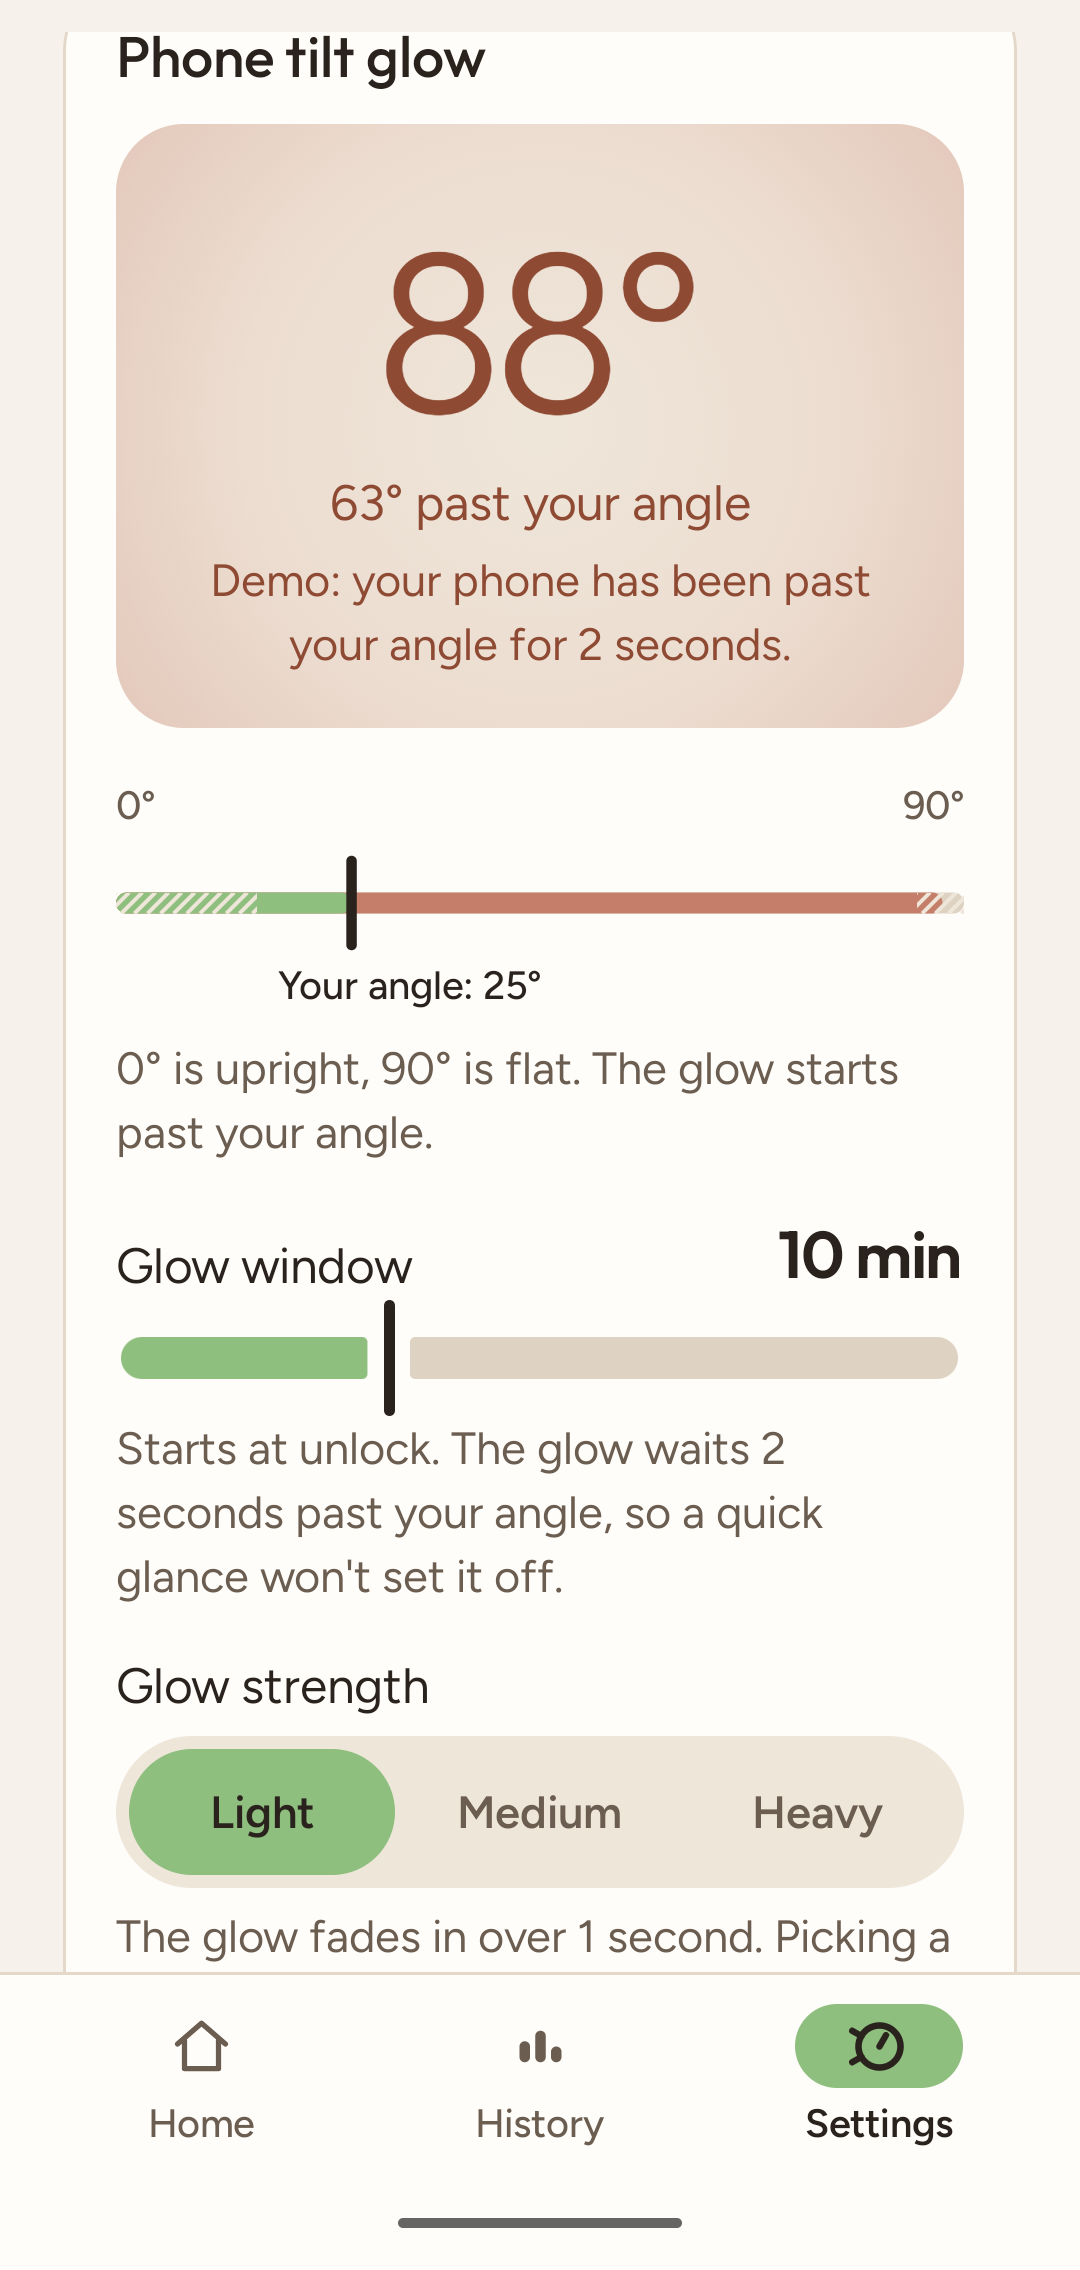 Phone tilt glow
88°
63° past your angle
Demo: your phone has been past
your angle for 2 seconds.
0° 90°
Your angle: 25°
0° is upright, 90° is flat. The glow starts
past your angle.
Glow window 10 min
Starts at unlock. The glow waits 2
seconds past your angle, so a quick
glance won't set it off.
Glow strength
Light Medium Heavy
The glow fades in over 1 second. Picking a
Home History Settings